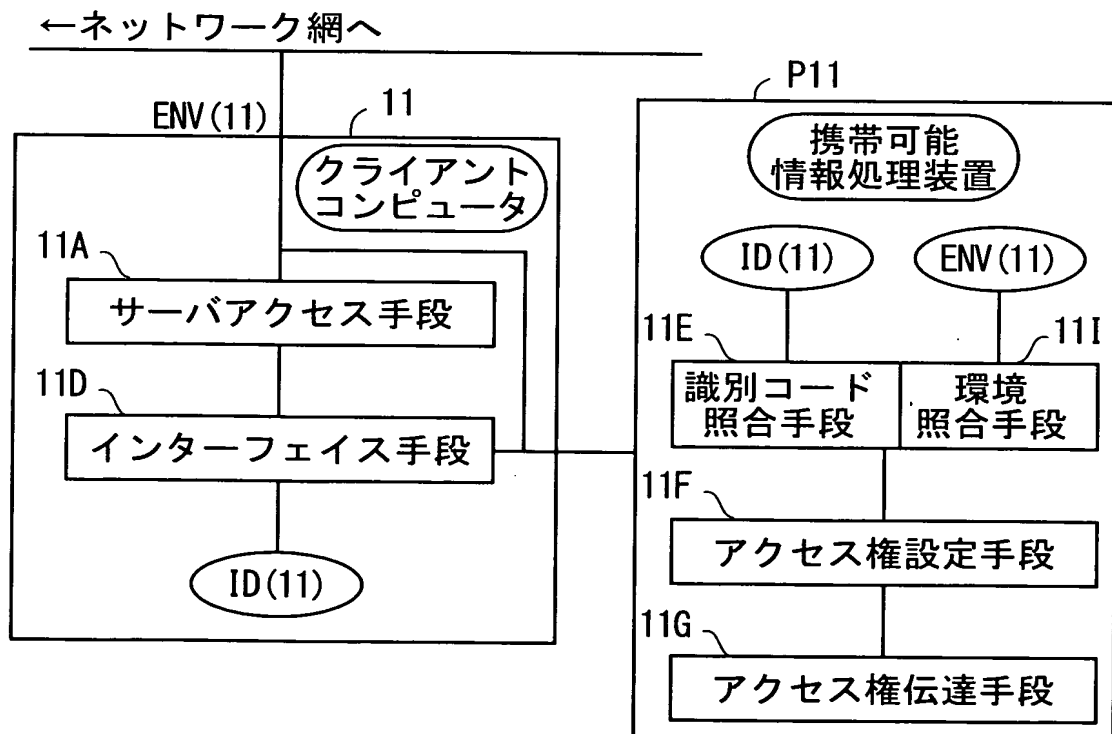 ←ネットワーク網へ
ENV(11)
11
クライアント
コンピュータ
11A
サーバアクセス手段
11D
インターフェイス手段
ID(11)
P11
携帯可能
情報処理装置
ID(11)
ENV(11)
11E
11I
識別コード
照合手段
環境
照合手段
11F
アクセス権設定手段
11G
アクセス権伝達手段